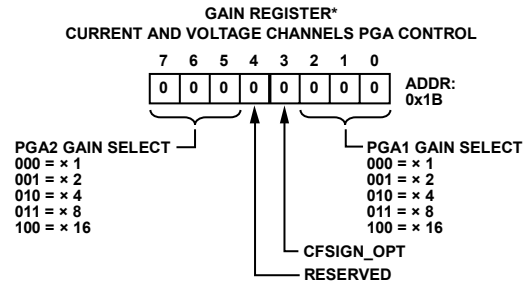 GAIN REGISTER*
CURRENT AND VOLTAGE CHANNELS PGA CONTROL
7 6 5 4 3 2 1 0
0 0 0 0 0 0 0 0
ADDR:
0x1B
PGA2 GAIN SELECT
000 = × 1
001 = × 2
010 = × 4
011 = × 8
100 = × 16
PGA1 GAIN SELECT
000 = × 1
001 = × 2
010 = × 4
011 = × 8
100 = × 16
CFSIGN_OPT
RESERVED